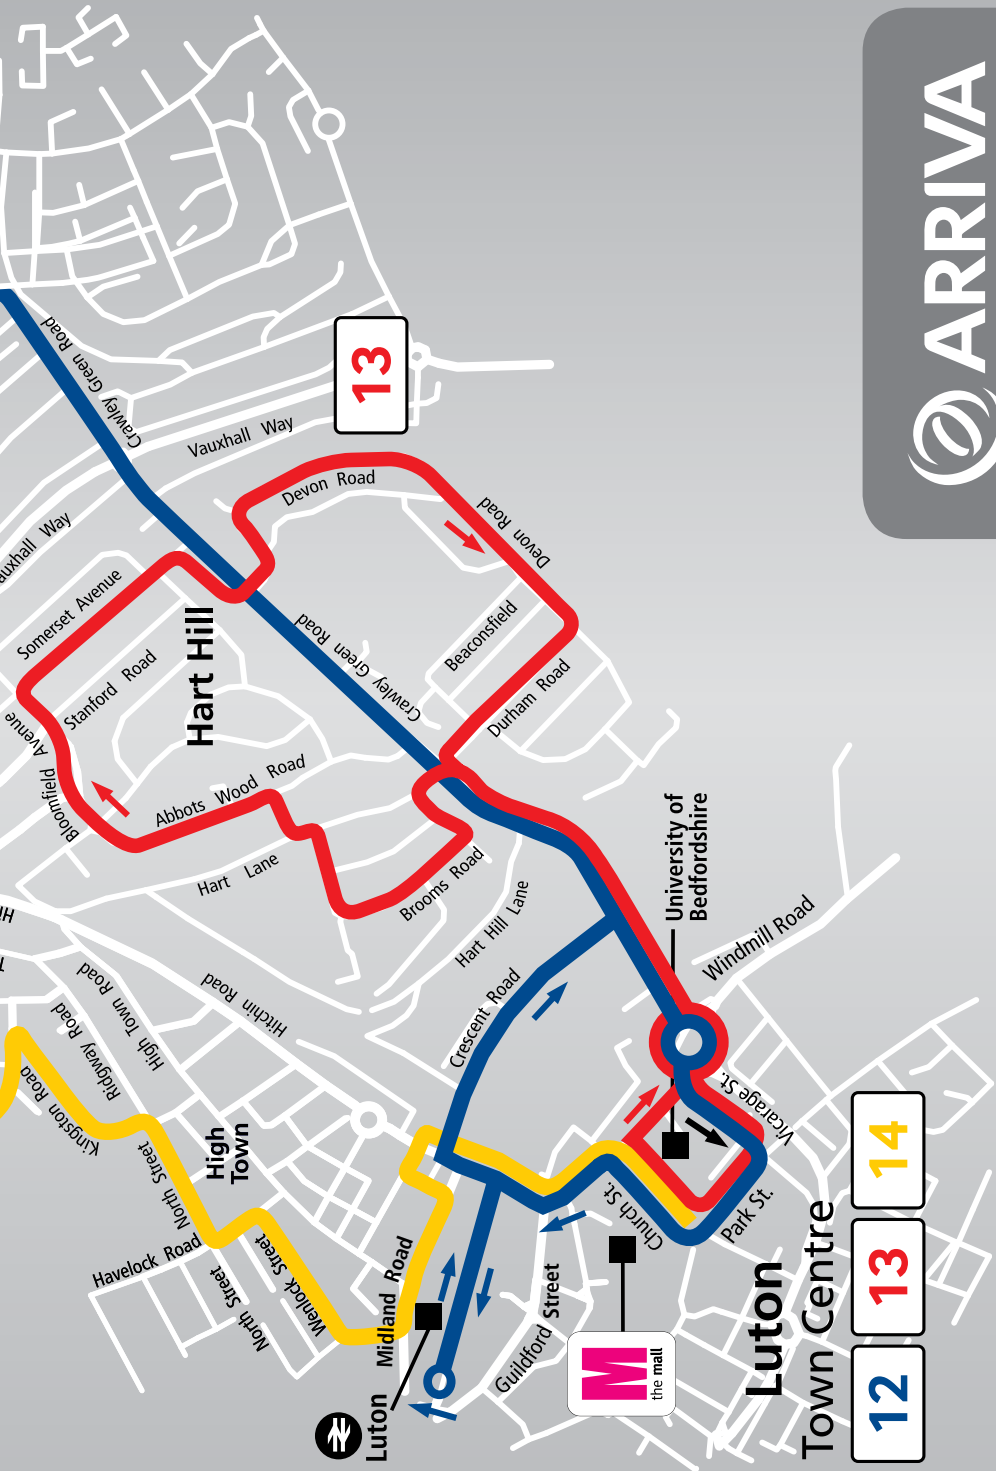 ARRIVA
Crawley Green Road
Vauxhall Way
auxhall Way
13
Devon Road
Devon Road
Somerset Avenue
Stanford Road
Hart Hill
Crawley Green Road
Beaconsfield
Durham Road
Bloomfield Avenue
Abbots Wood Road
Hart Lane
Brooms Road
Hart Hill Lane
University of
Bedfordshire
Windmill Road
Hi
High Town Road
Ridgway Road
Hitchin Road
Crescent Road
Kingston Road
North Street
High
Town
Havelock Road
North Street
Wenlock Street
Midland Road
Vicarage St.
Church St.
Park St.
Guildford Street
Luton
M
the mall
Luton
Town Centre
12
13
14